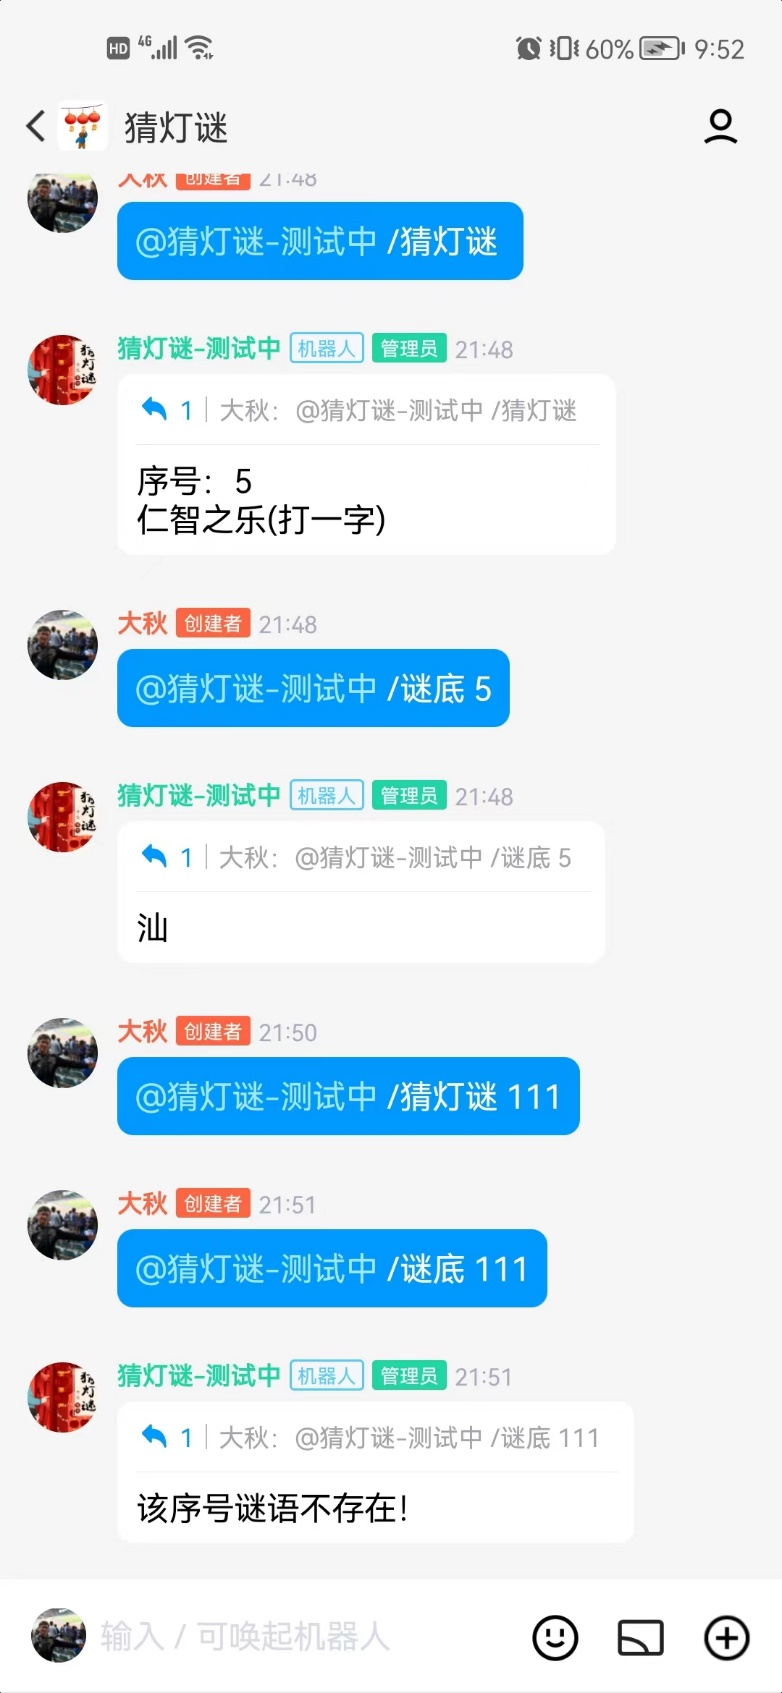 HD 4G 60% 9:52
猜灯谜
大秋 创建者 21:48
@猜灯谜-测试中 /猜灯谜
猜灯谜-测试中 机器人 管理员 21:48
1 大秋：@猜灯谜-测试中 /猜灯谜
序号：5
仁智之乐(打一字)
大秋 创建者 21:48
@猜灯谜-测试中 /谜底 5
猜灯谜-测试中 机器人 管理员 21:48
1 大秋：@猜灯谜-测试中 /谜底 5
汕
大秋 创建者 21:50
@猜灯谜-测试中 /猜灯谜 111
大秋 创建者 21:51
@猜灯谜-测试中 /谜底 111
猜灯谜-测试中 机器人 管理员 21:51
1 大秋：@猜灯谜-测试中 /谜底 111
该序号谜语不存在！
输入 / 可唤起机器人